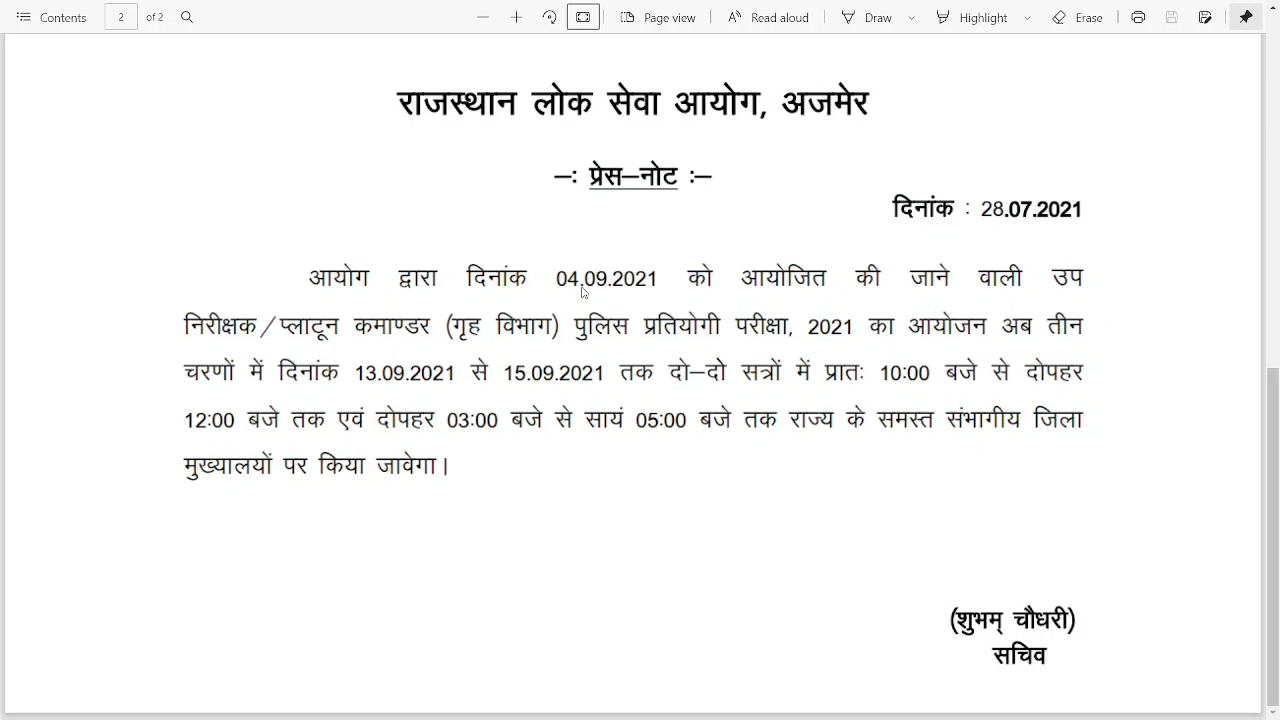 Contents 2 of 2 Page view Read aloud Draw Highlight Erase
राजस्थान लोक सेवा आयोग, अजमेर
–: प्रेस–नोट :–
दिनांक : 28.07.2021
आयोग द्वारा दिनांक 04.09.2021 को आयोजित की जाने वाली उप
निरीक्षक/प्लाटून कमाण्डर (गृह विभाग) पुलिस प्रतियोगी परीक्षा, 2021 का आयोजन अब तीन
चरणों में दिनांक 13.09.2021 से 15.09.2021 तक दो–दो सत्रों में प्रातः 10:00 बजे से दोपहर
12:00 बजे तक एवं दोपहर 03:00 बजे से सायं 05:00 बजे तक राज्य के समस्त संभागीय जिला
मुख्यालयों पर किया जावेगा।
(शुभम् चौधरी)
सचिव